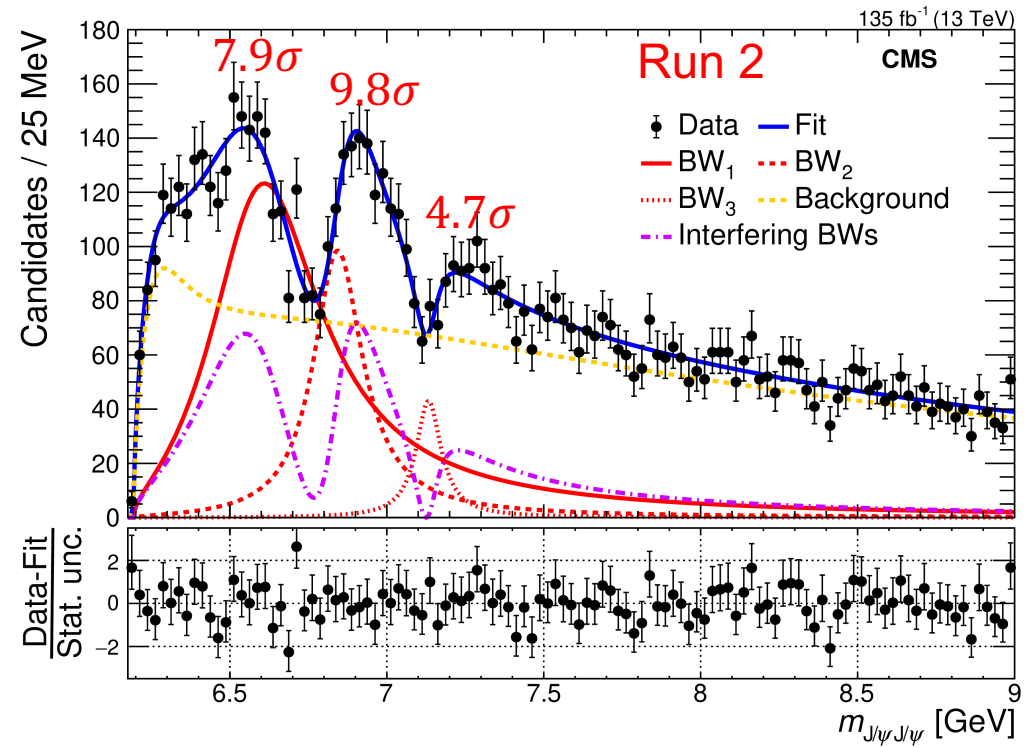 135 fb⁻¹ (13 TeV)
Candidates / 25 MeV
180
160
140
120
100
80
60
40
20
0
7.9σ
9.8σ
4.7σ
Run 2
CMS
Data
Fit
BW₁
BW₂
BW₃
Background
Interfering BWs
Data-Fit
Stat. unc.
2
0
−2
6.5 7 7.5 8 8.5 9
m_J/ψJ/ψ [GeV]